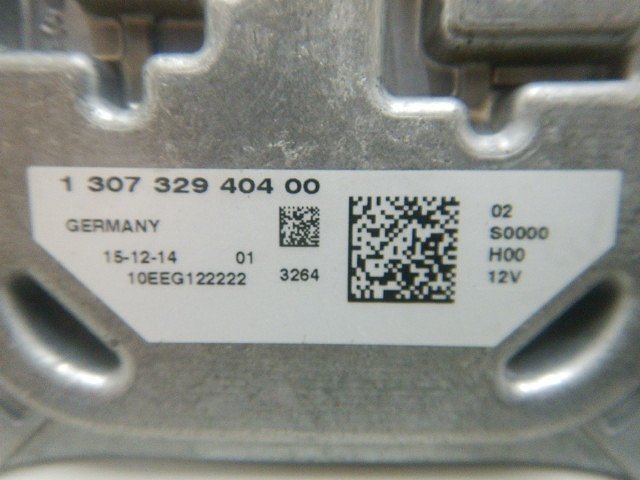 1 307 329 404 00
GERMANY
15-12-14 01
10EEG122222 3264
02
S0000
H00
12V